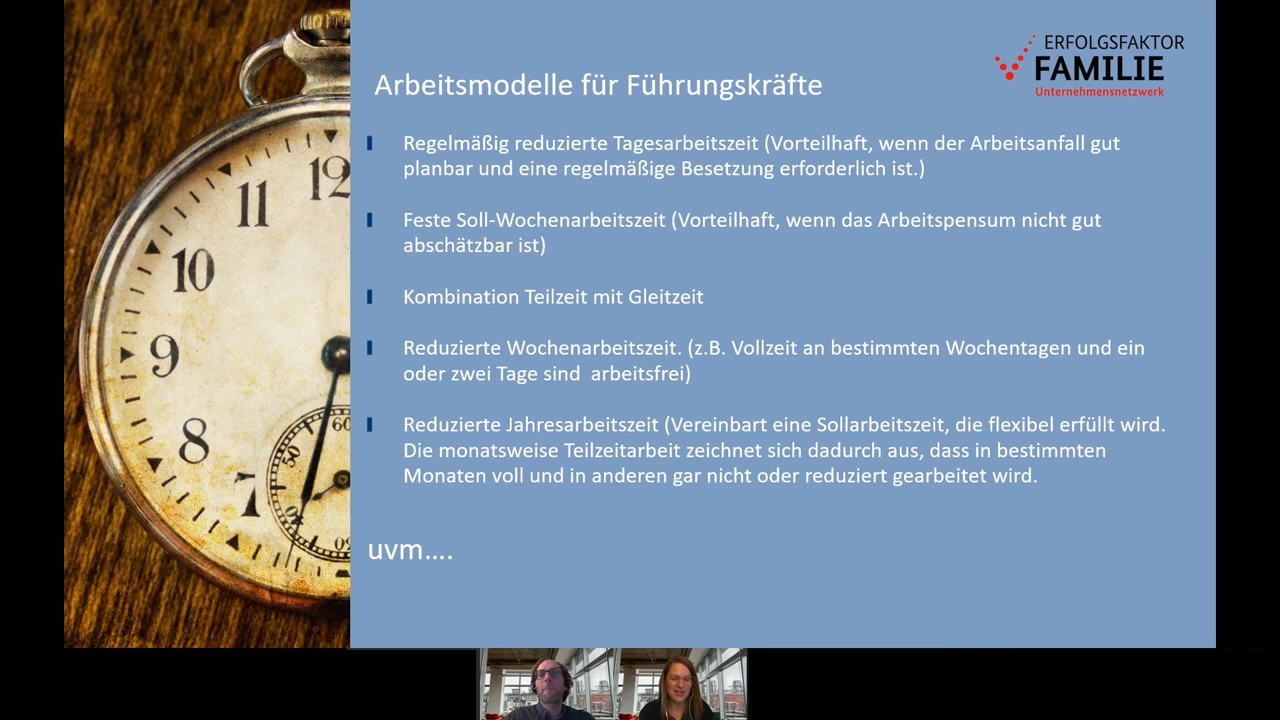 ERFOLGSFAKTOR
FAMILIE
Unternehmensnetzwerk
Arbeitsmodelle für Führungskräfte
Regelmäßig reduzierte Tagesarbeitszeit (Vorteilhaft, wenn der Arbeitsanfall gut
planbar und eine regelmäßige Besetzung erforderlich ist.)
Feste Soll-Wochenarbeitszeit (Vorteilhaft, wenn das Arbeitspensum nicht gut
abschätzbar ist)
Kombination Teilzeit mit Gleitzeit
Reduzierte Wochenarbeitszeit. (z.B. Vollzeit an bestimmten Wochentagen und ein
oder zwei Tage sind arbeitsfrei)
Reduzierte Jahresarbeitszeit (Vereinbart eine Sollarbeitszeit, die flexibel erfüllt wird.
Die monatsweise Teilzeitarbeit zeichnet sich dadurch aus, dass in bestimmten
Monaten voll und in anderen gar nicht oder reduziert gearbeitet wird.
uvm....
12
11
10
9
8
7
60
50